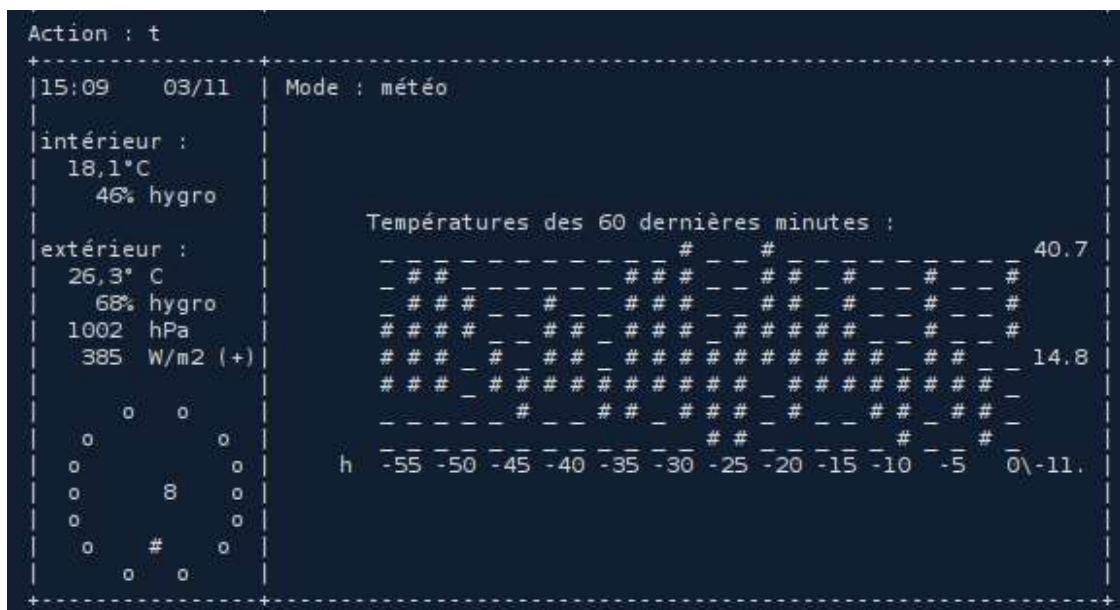 Action : t
+-----------------+--------------------------------------------------------------+
|15:09    03/11  | Mode : météo |
| | |
|intérieur :      | |
|  18,1°C         | |
|    46% hygro    | |
| | Températures des 60 dernières minutes : |
|extérieur :      | _ _ _ _ _ _ _ _ _ _ _ # _ _ # _ _ _ _ _ _ _ _ _ 40.7 |
|  26,3° C        | _ # # _ _ _ _ _ _ # # # _ _ # # _ # _ _ # _ _ # |
|    68% hygro    | _ # # # _ _ # _ _ # # # _ _ # # _ # _ _ # _ _ # |
|  1002  hPa      | # # # # _ _ # # _ # # # _ # # # # # _ _ # _ _ # |
|   385  W/m2 (+)| # # # _ # _ # # _ # # # # # # # # # # _ # # _ _ 14.8 |
| | # # # _ # # # # # # # # # # _ # # # # # # # # _ |
|      o   o      | _ _ _ _ _ # _ _ # # _ # # # _ # _ _ # # _ # # _ |
|   o         o   | _ _ _ _ _ _ _ _ _ _ _ _ # # _ _ _ _ _ # _ _ # _ |
|  o           o  | h  -55 -50 -45 -40 -35 -30 -25 -20 -15 -10  -5   0\-11. |
|  o      8    o  | |
|  o           o  | |
|   o    #    o   | |
|      o   o      | |
+-----------------+--------------------------------------------------------------+